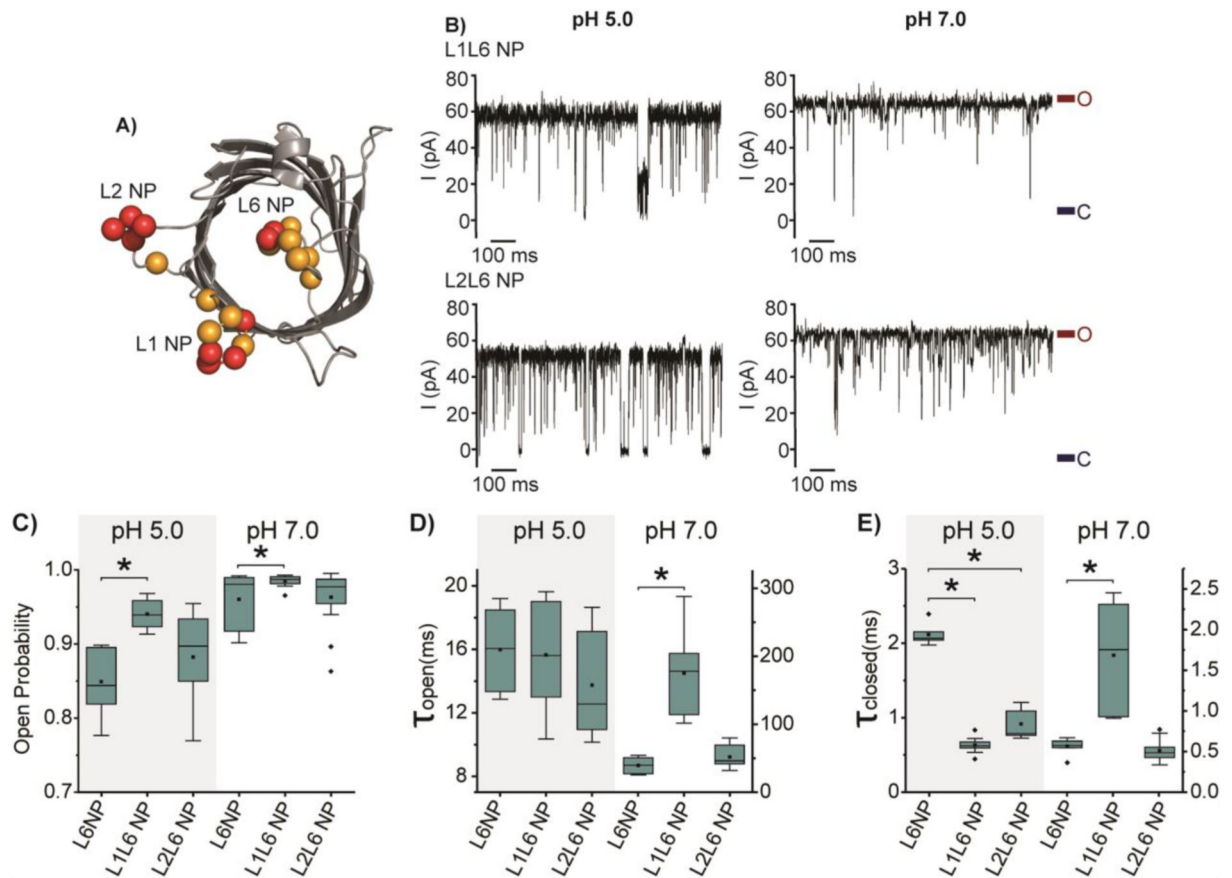 A)
L2 NP
L6 NP
L1 NP
B)
pH 5.0
pH 7.0
L1L6 NP
I (pA)
80
60
40
20
0
100 ms
I (pA)
80
60
40
20
0
100 ms
O
C
L2L6 NP
I (pA)
80
60
40
20
0
100 ms
I (pA)
80
60
40
20
0
100 ms
O
C
C)
pH 5.0
pH 7.0
Open Probability
1.0
0.9
0.8
0.7
*
*
L6NP
L1L6 NP
L2L6 NP
L6NP
L1L6 NP
L2L6 NP
D)
pH 5.0
pH 7.0
τopen(ms)
20
18
16
14
12
10
8
*
300
200
100
0
L6NP
L1L6 NP
L2L6 NP
L6NP
L1L6 NP
L2L6 NP
E)
pH 5.0
pH 7.0
τclosed(ms)
3
2
1
0
*
*
*
2.5
2.0
1.5
1.0
0.5
0.0
L6NP
L1L6 NP
L2L6 NP
L6NP
L1L6 NP
L2L6 NP